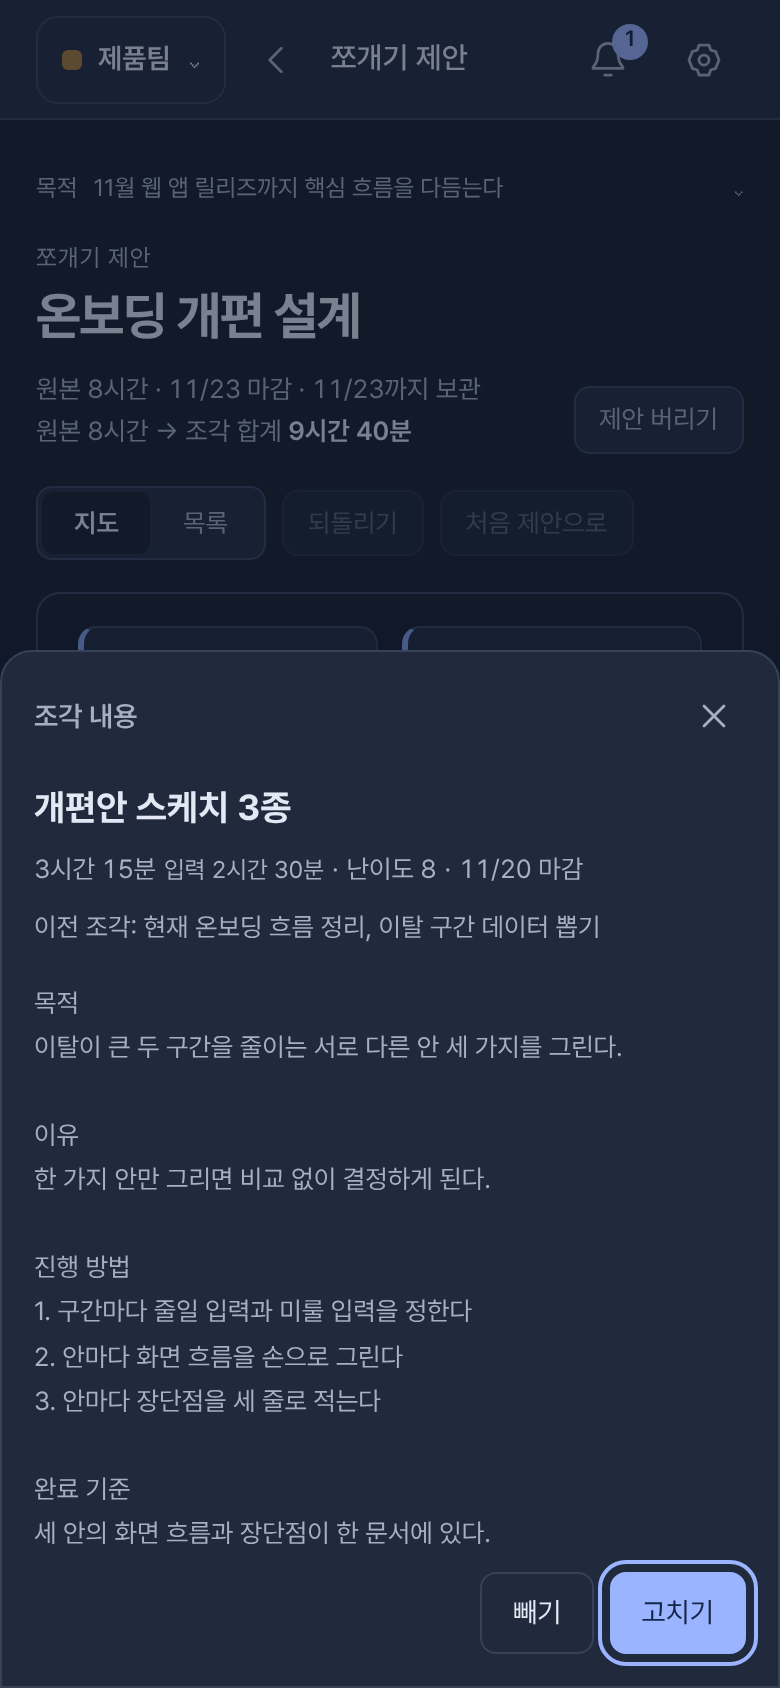 제품팀
쪼개기 제안
1
목적 11월 웹 앱 릴리즈까지 핵심 흐름을 다듬는다
쪼개기 제안
온보딩 개편 설계
원본 8시간 · 11/23 마감 · 11/23까지 보관
원본 8시간 → 조각 합계 9시간 40분
제안 버리기
지도 목록 되돌리기 처음 제안으로
조각 내용
개편안 스케치 3종
3시간 15분 입력 2시간 30분 · 난이도 8 · 11/20 마감
이전 조각: 현재 온보딩 흐름 정리, 이탈 구간 데이터 뽑기
목적
이탈이 큰 두 구간을 줄이는 서로 다른 안 세 가지를 그린다.
이유
한 가지 안만 그리면 비교 없이 결정하게 된다.
진행 방법
1. 구간마다 줄일 입력과 미룰 입력을 정한다
2. 안마다 화면 흐름을 손으로 그린다
3. 안마다 장단점을 세 줄로 적는다
완료 기준
세 안의 화면 흐름과 장단점이 한 문서에 있다.
빼기 고치기